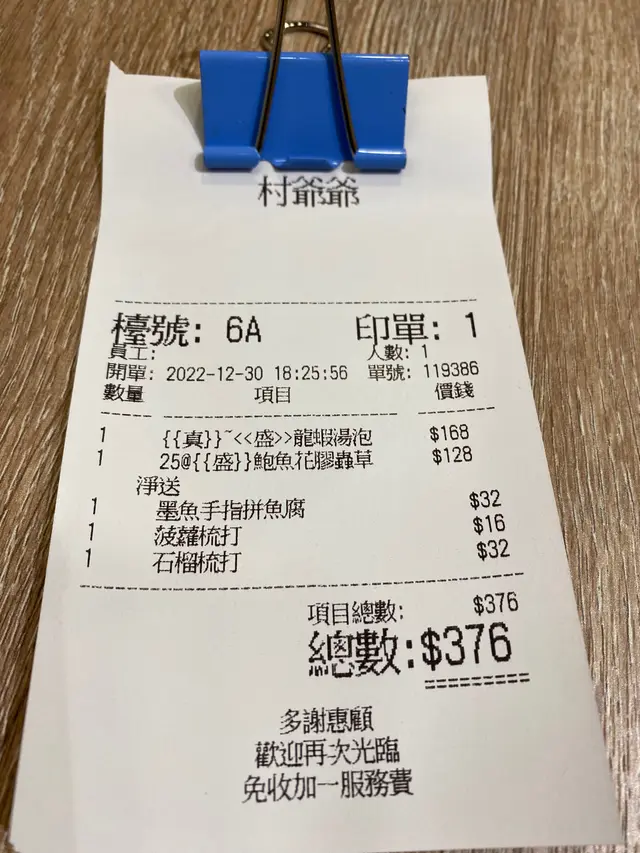 村爺爺
檯號: 6A 印單: 1
員工: 人數: 1
開單: 2022-12-30 18:25:56 單號: 119386
數量 項目 價錢
1 {{真}}~<<盛>>龍蝦湯泡 $168
1 25@{{盛}}鮑魚花膠蟲草 $128
淨送
1 墨魚手指拼魚腐 $32
1 菠蘿梳打 $16
1 石榴梳打 $32
項目總數: $376
總數:$376
多謝惠顧
歡迎再次光臨
免收加一服務費